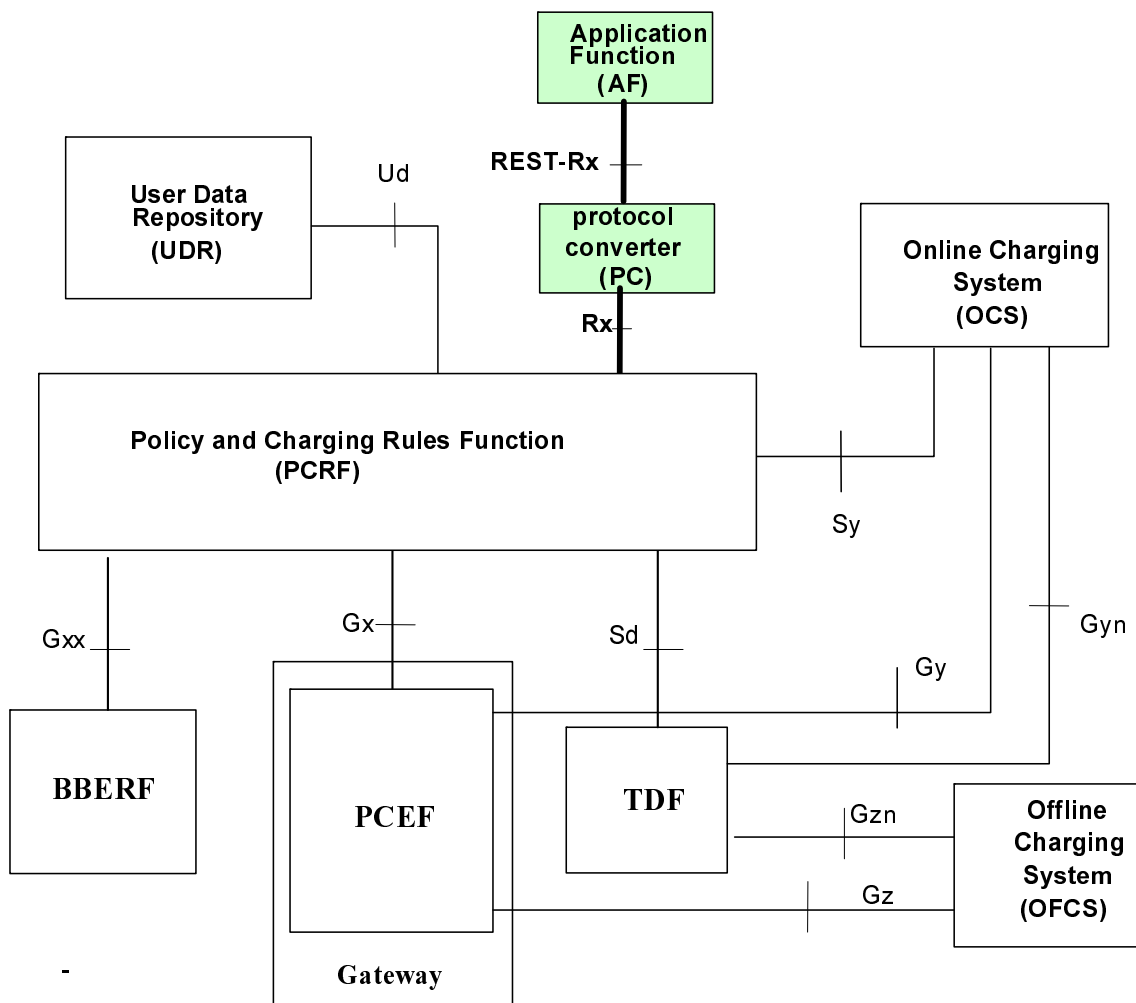 Application
Function
(AF)
REST-Rx
Ud
User Data
Repository
(UDR)
protocol
converter
(PC)
Online Charging
System
(OCS)
Rx
Policy and Charging Rules Function
(PCRF)
Sy
Gxx
Gx
Sd
Gyn
Gy
BBERF
PCEF
TDF
Gzn
Offline
Charging
System
(OFCS)
Gz
Gateway
-